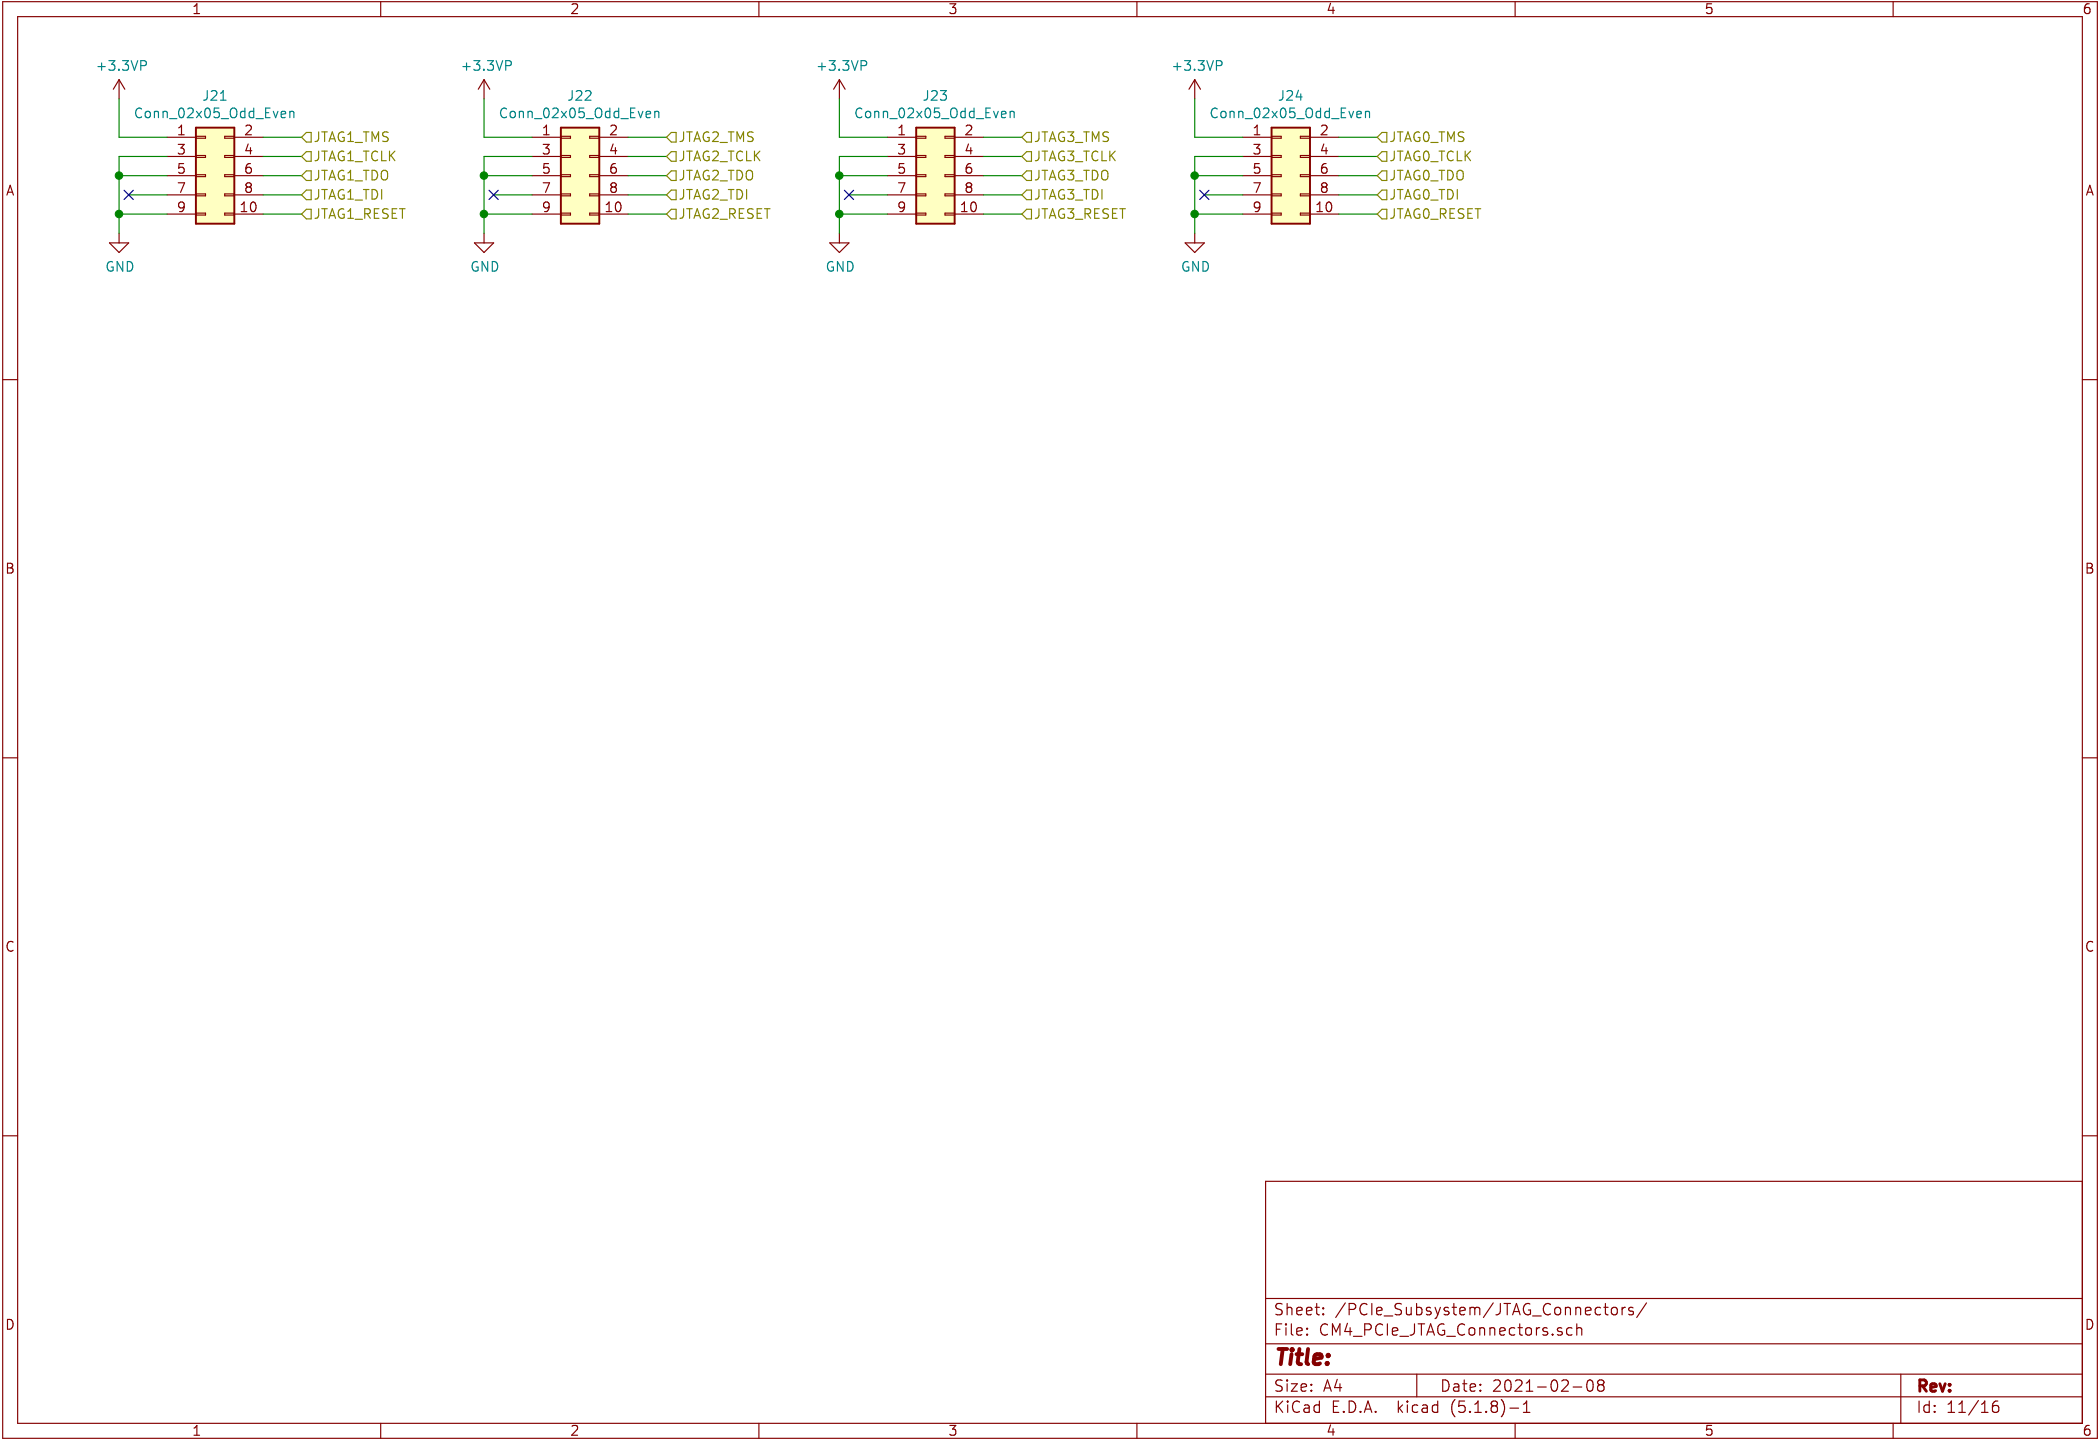 1 2 3 4 5 6
+3.3VP +3.3VP +3.3VP +3.3VP
J21 J22 J23 J24
Conn_02x05_Odd_Even Conn_02x05_Odd_Even Conn_02x05_Odd_Even Conn_02x05_Odd_Even
1 2 JTAG1_TMS 1 2 JTAG2_TMS 1 2 JTAG3_TMS 1 2 JTAG0_TMS
3 4 JTAG1_TCLK 3 4 JTAG2_TCLK 3 4 JTAG3_TCLK 3 4 JTAG0_TCLK
5 6 JTAG1_TDO 5 6 JTAG2_TDO 5 6 JTAG3_TDO 5 6 JTAG0_TDO
A 7 8 JTAG1_TDI 7 8 JTAG2_TDI 7 8 JTAG3_TDI 7 8 JTAG0_TDI A
9 10 JTAG1_RESET 9 10 JTAG2_RESET 9 10 JTAG3_RESET 9 10 JTAG0_RESET
GND GND GND GND
B B
C C
Sheet: /PCIe_Subsystem/JTAG_Connectors/
D D
File: CM4_PCIe_JTAG_Connectors.sch
Title:
Size: A4 Date: 2021-02-08 Rev:
KiCad E.D.A. kicad (5.1.8)-1 Id: 11/16
1 2 3 4 5 6